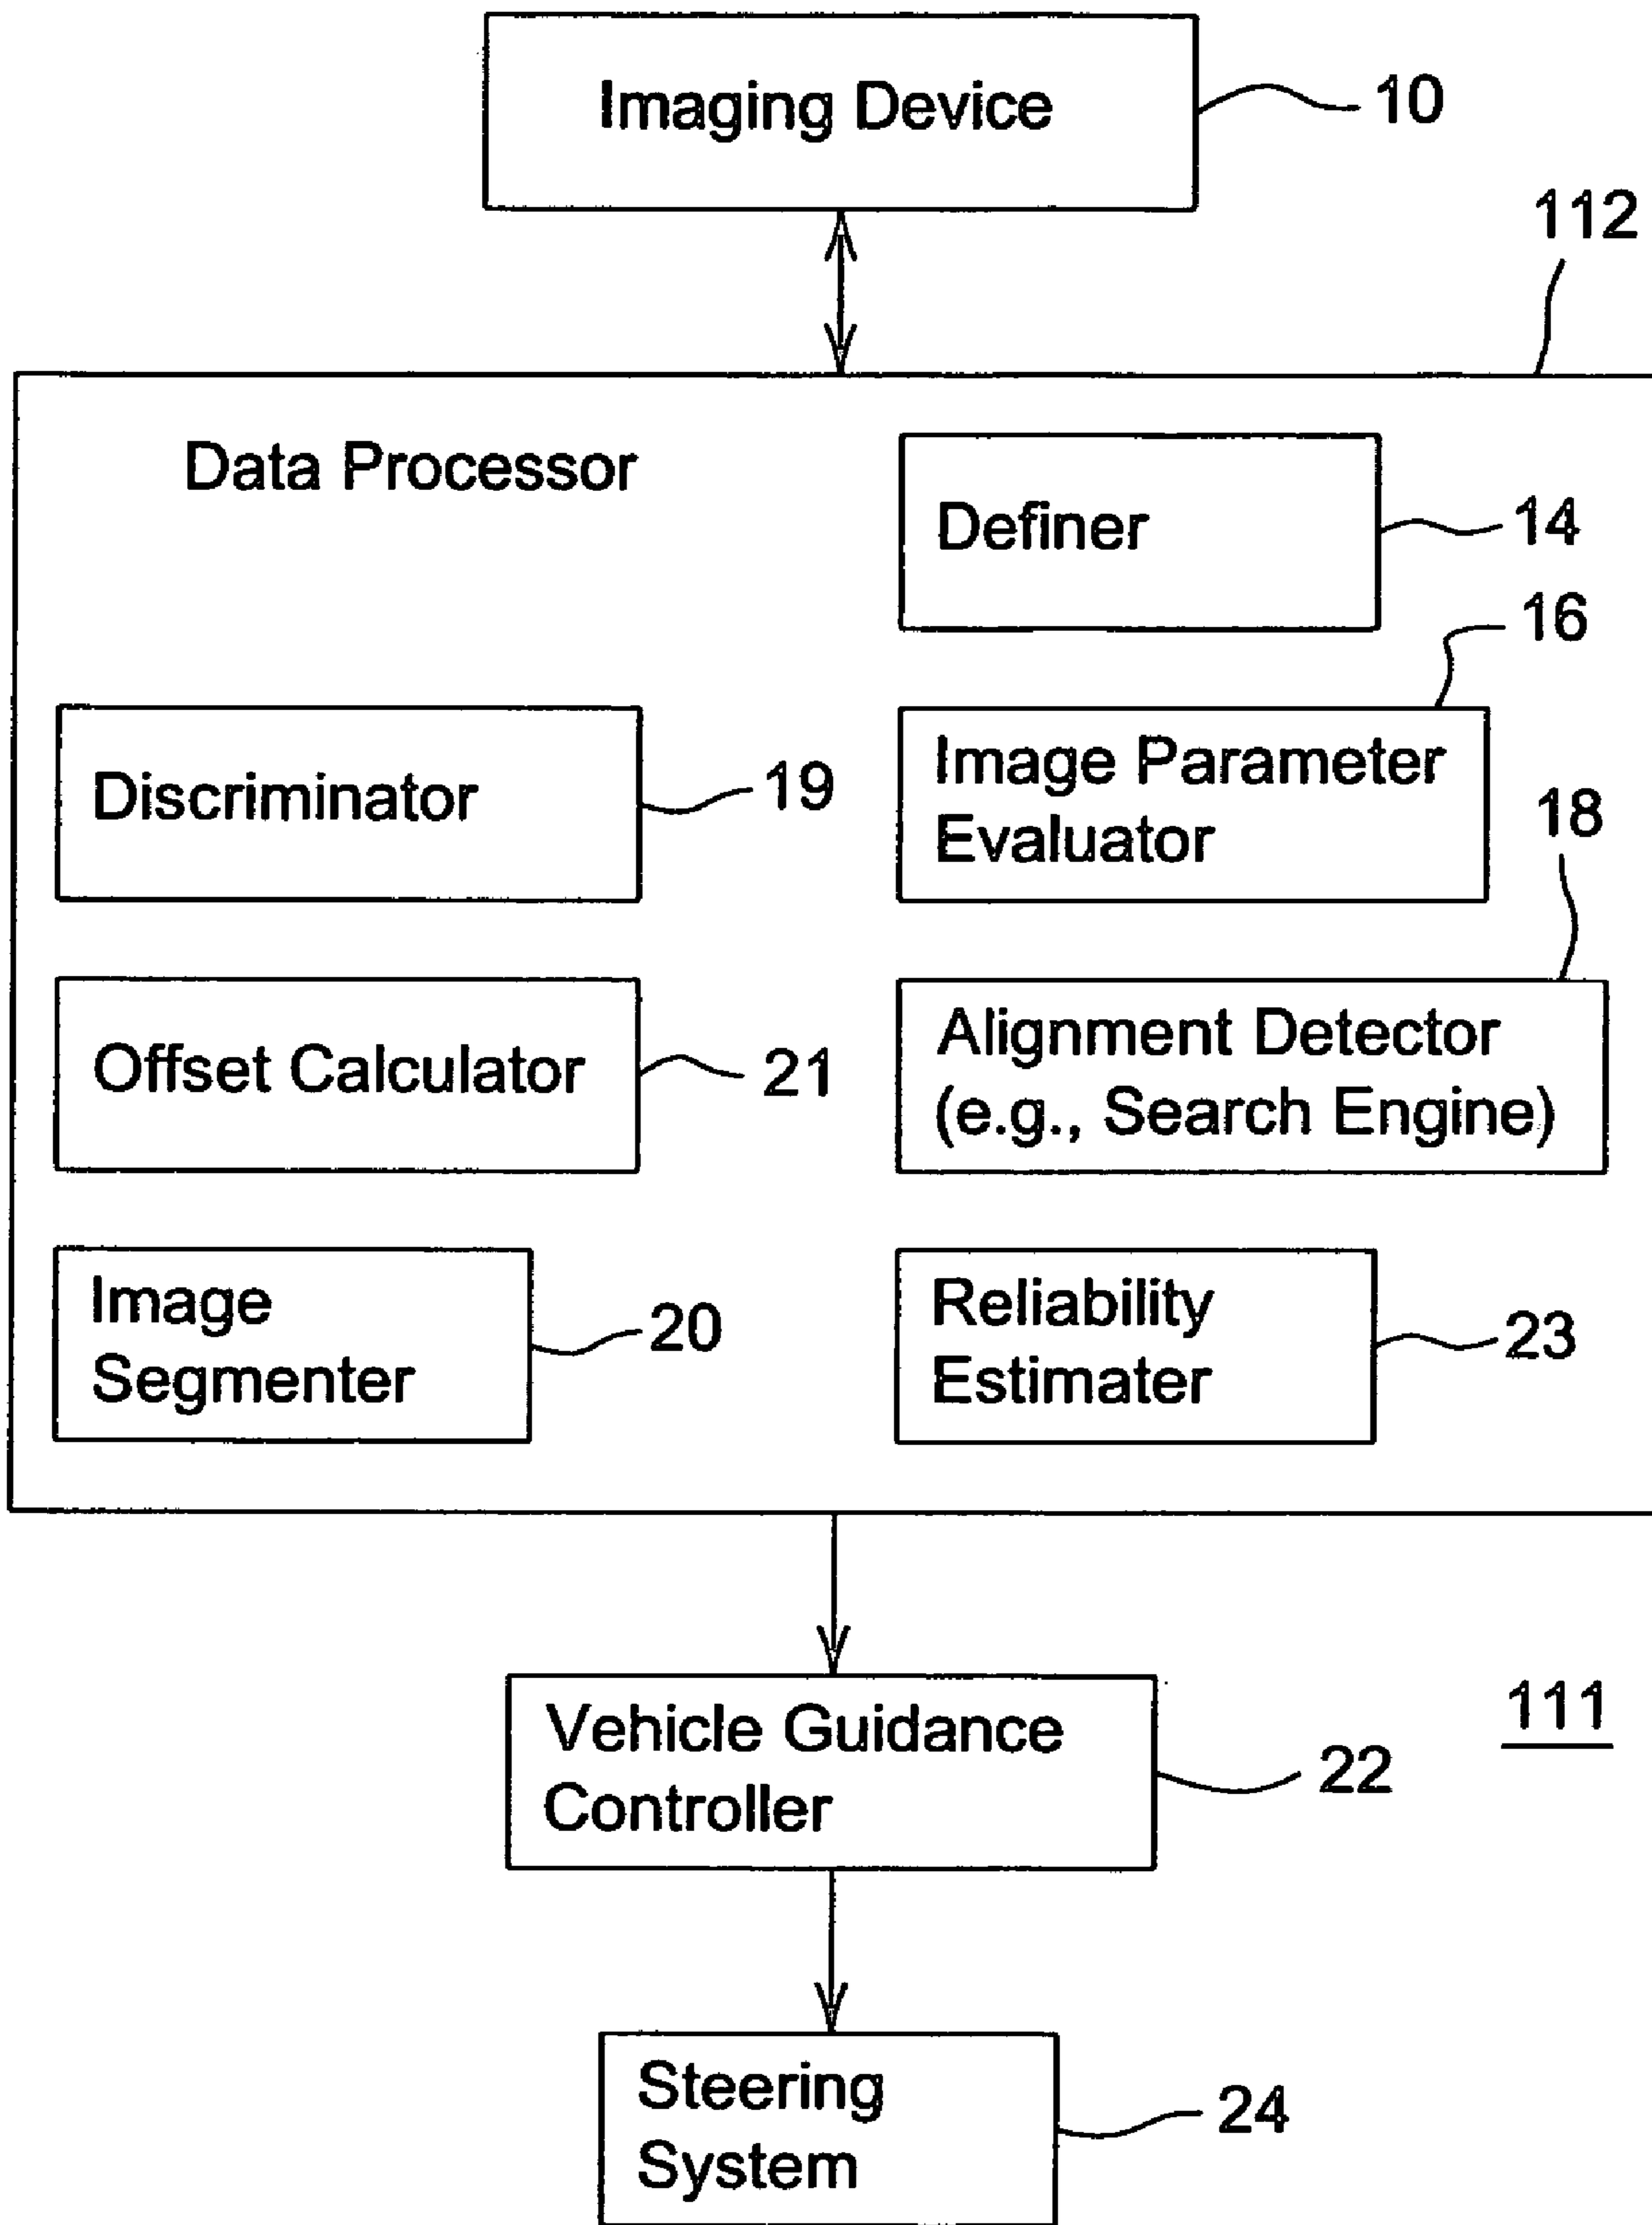 Imaging Device
10
112
Data Processor
Definer
14
16
Discriminator
19
Image Parameter
Evaluator
18
Offset Calculator
21
Alignment Detector
(e.g., Search Engine)
Image
Segmenter
20
Reliability
Estimater
23
Vehicle Guidance
Controller
22
111
Steering
System
24